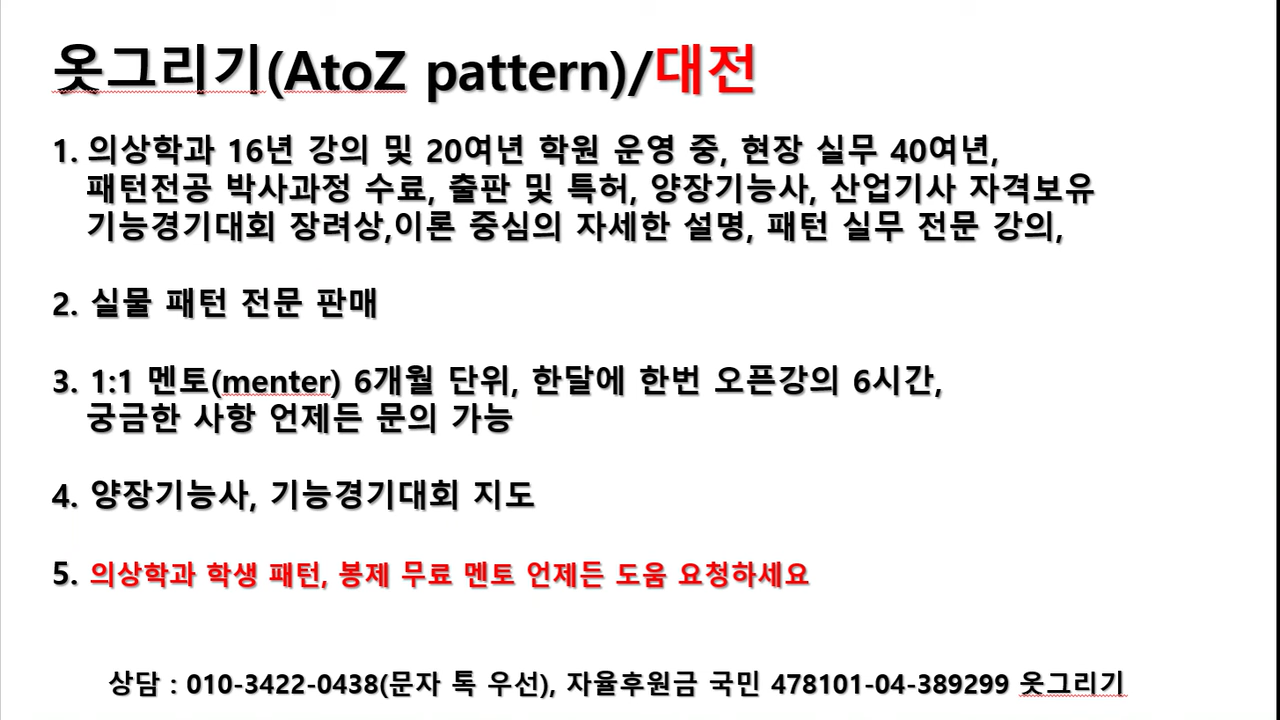 옷그리기(AtoZ pattern)/대전
1. 의상학과 16년 강의 및 20여년 학원 운영 중, 현장 실무 40여년,
패턴전공 박사과정 수료, 출판 및 특허, 양장기능사, 산업기사 자격보유
기능경기대회 장려상,이론 중심의 자세한 설명, 패턴 실무 전문 강의,
2. 실물 패턴 전문 판매
3. 1:1 멘토(menter) 6개월 단위, 한달에 한번 오픈강의 6시간,
궁금한 사항 언제든 문의 가능
4. 양장기능사, 기능경기대회 지도
5. 의상학과 학생 패턴, 봉제 무료 멘토 언제든 도움 요청하세요
상담 : 010-3422-0438(문자 톡 우선), 자율후원금 국민 478101-04-389299 옷그리기